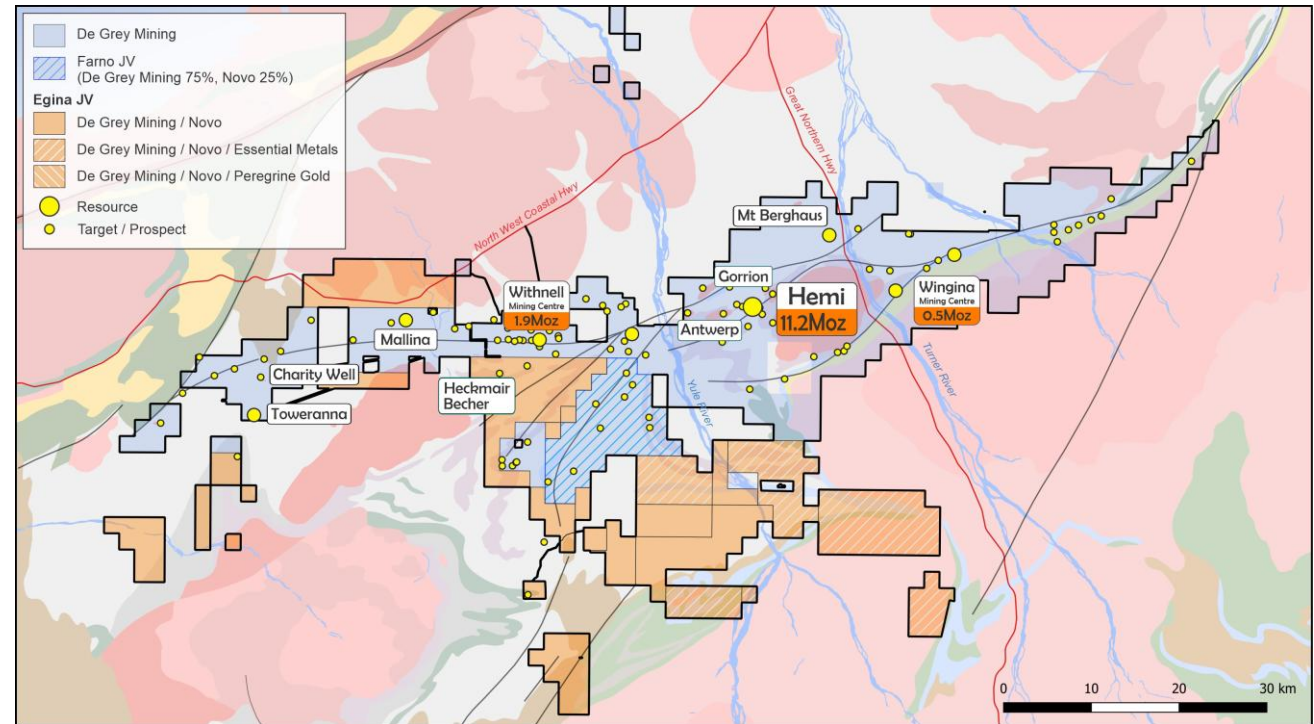 De Grey Mining
Farno JV
(De Grey Mining 75%, Novo 25%)
Egina JV
De Grey Mining / Novo
De Grey Mining / Novo / Essential Metals
De Grey Mining / Novo / Peregrine Gold
Resource
Target / Prospect
North West Coastal Hwy
Great Northern Hwy
Mt Berghaus
Gorrion
Hemi
11.2Moz
Wingina
Mining Centre
0.5Moz
Withnell
Mining Centre
1.9Moz
Antwerp
Mallina
Charity Well
Toweranna
Heckmair
Becher
Yule River
Turner River
0 10 20 30 km